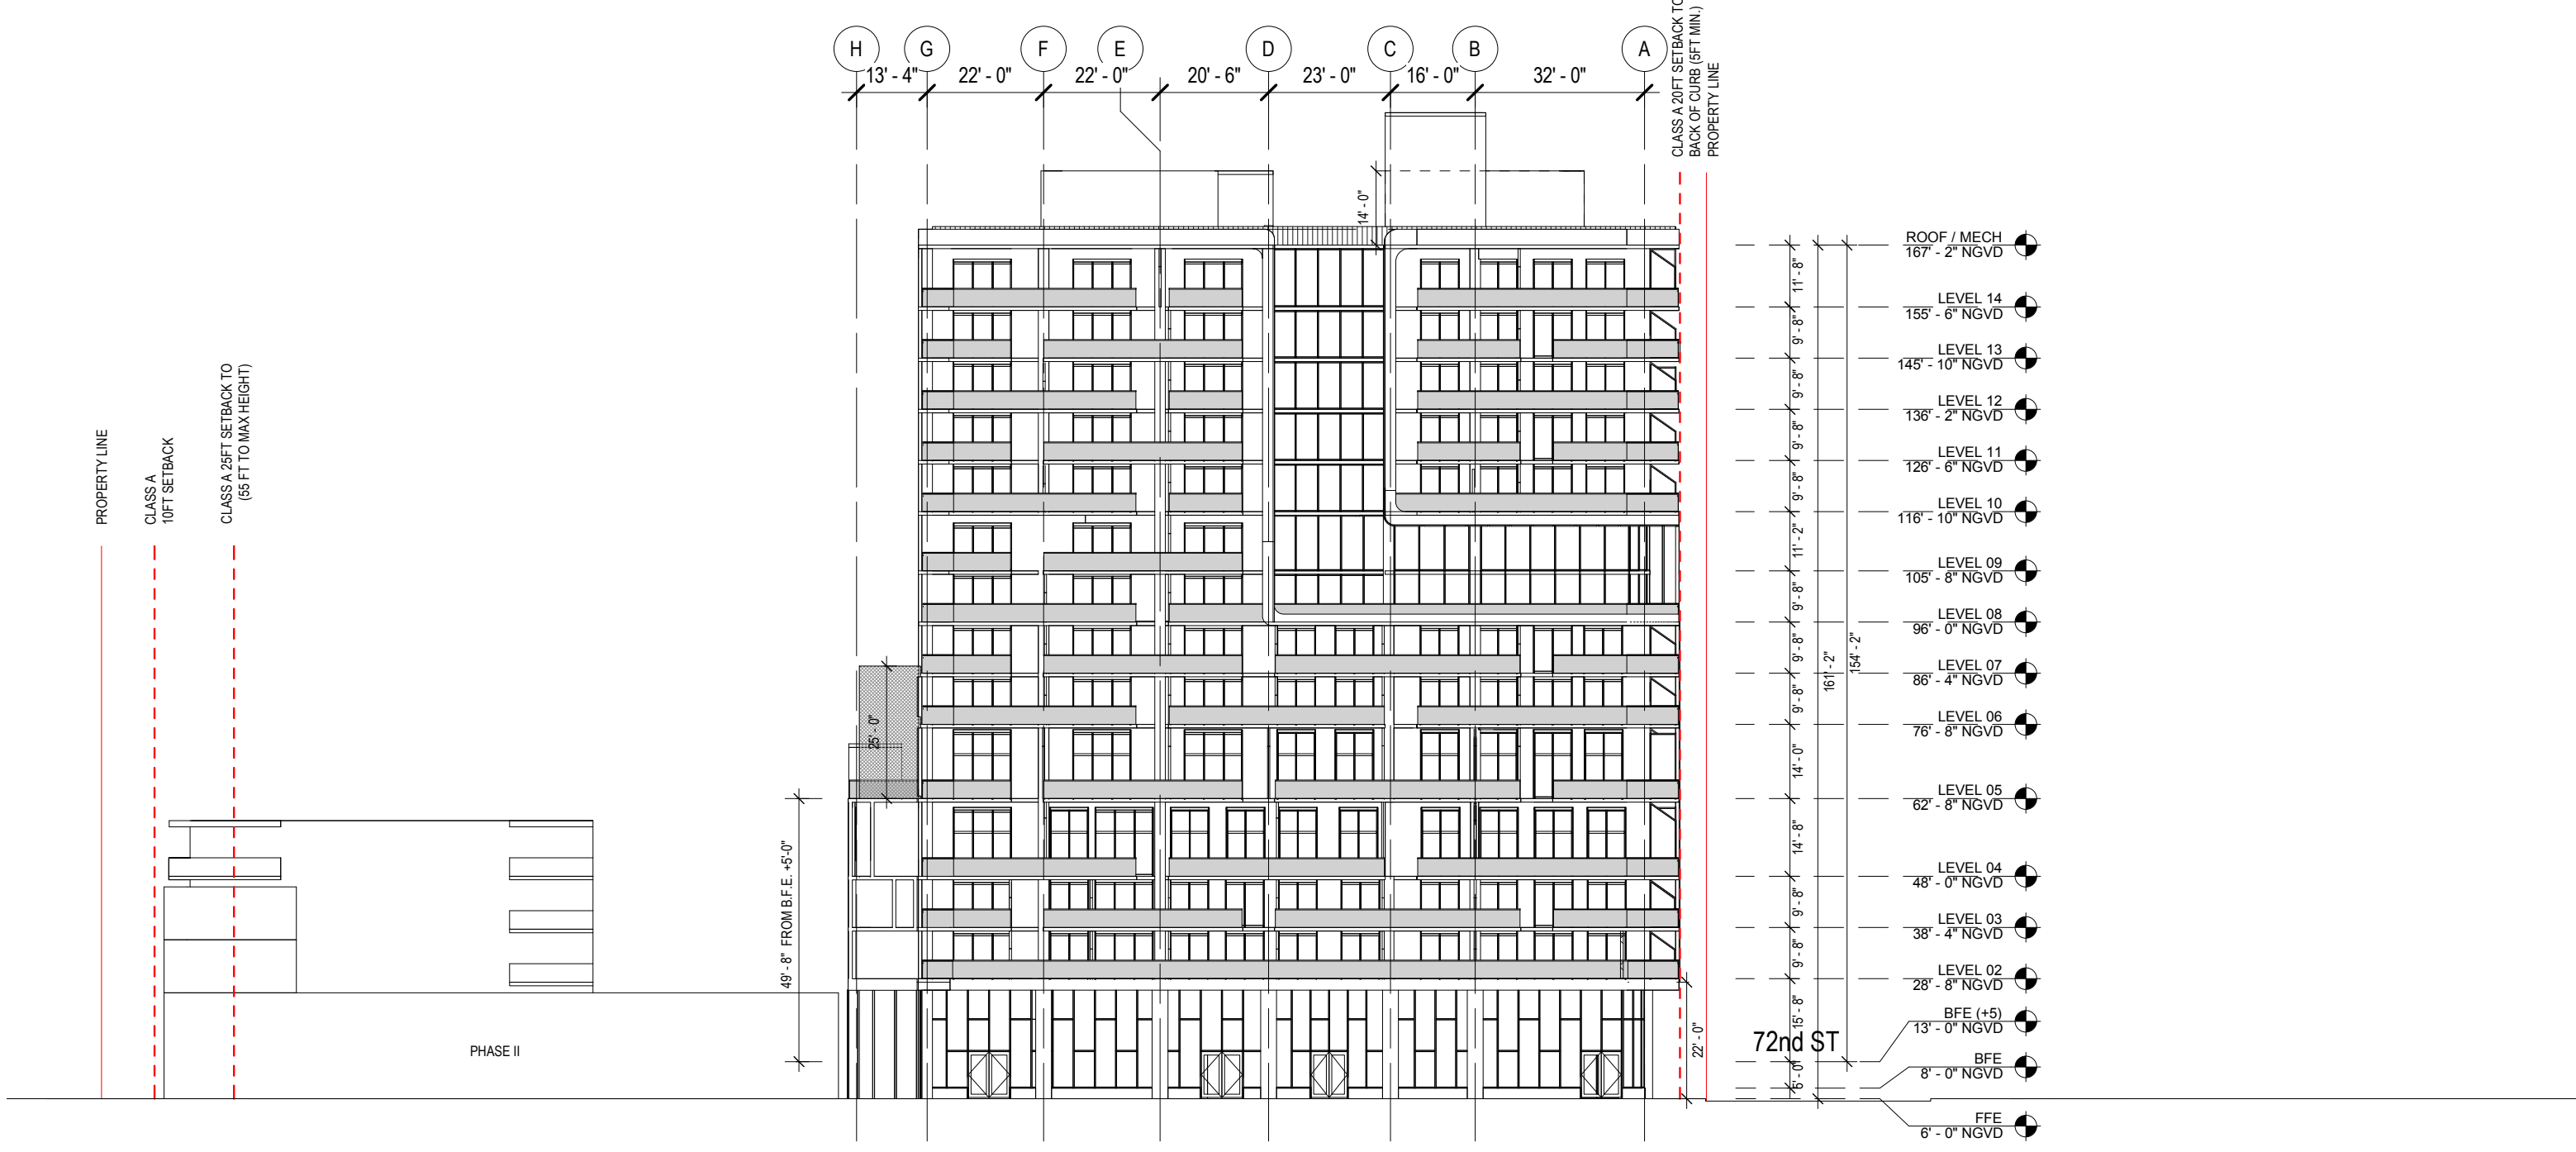 H
G
F
E
D
C
B
A
13' - 4"
22' - 0"
22' - 0"
20' - 6"
23' - 0"
16' - 0"
32' - 0"
CLASS A 20FT SETBACK TO
BACK OF CURB (5FT MIN.)
PROPERTY LINE
14' - 0"
PROPERTY LINE
CLASS A
10FT SETBACK
CLASS A 25FT SETBACK TO
(55 FT TO MAX HEIGHT)
25' - 0"
49' - 8" FROM B.F.E. +5'-0"
PHASE II
22' - 0"
72nd ST
11' - 8"
9' - 8"
9' - 8"
9' - 8"
9' - 8"
11' - 2"
9' - 8"
9' - 8"
9' - 8"
14' - 0"
14' - 8"
9' - 8"
9' - 8"
15' - 8"
161' - 2"
154' - 2"
ROOF / MECH
167' - 2" NGVD
LEVEL 14
155' - 6" NGVD
LEVEL 13
145' - 10" NGVD
LEVEL 12
136' - 2" NGVD
LEVEL 11
126' - 6" NGVD
LEVEL 10
116' - 10" NGVD
LEVEL 09
105' - 8" NGVD
LEVEL 08
96' - 0" NGVD
LEVEL 07
86' - 4" NGVD
LEVEL 06
76' - 8" NGVD
LEVEL 05
62' - 8" NGVD
LEVEL 04
48' - 0" NGVD
LEVEL 03
38' - 4" NGVD
LEVEL 02
28' - 8" NGVD
BFE (+5)
13' - 0" NGVD
BFE
8' - 0" NGVD
FFE
6' - 0" NGVD